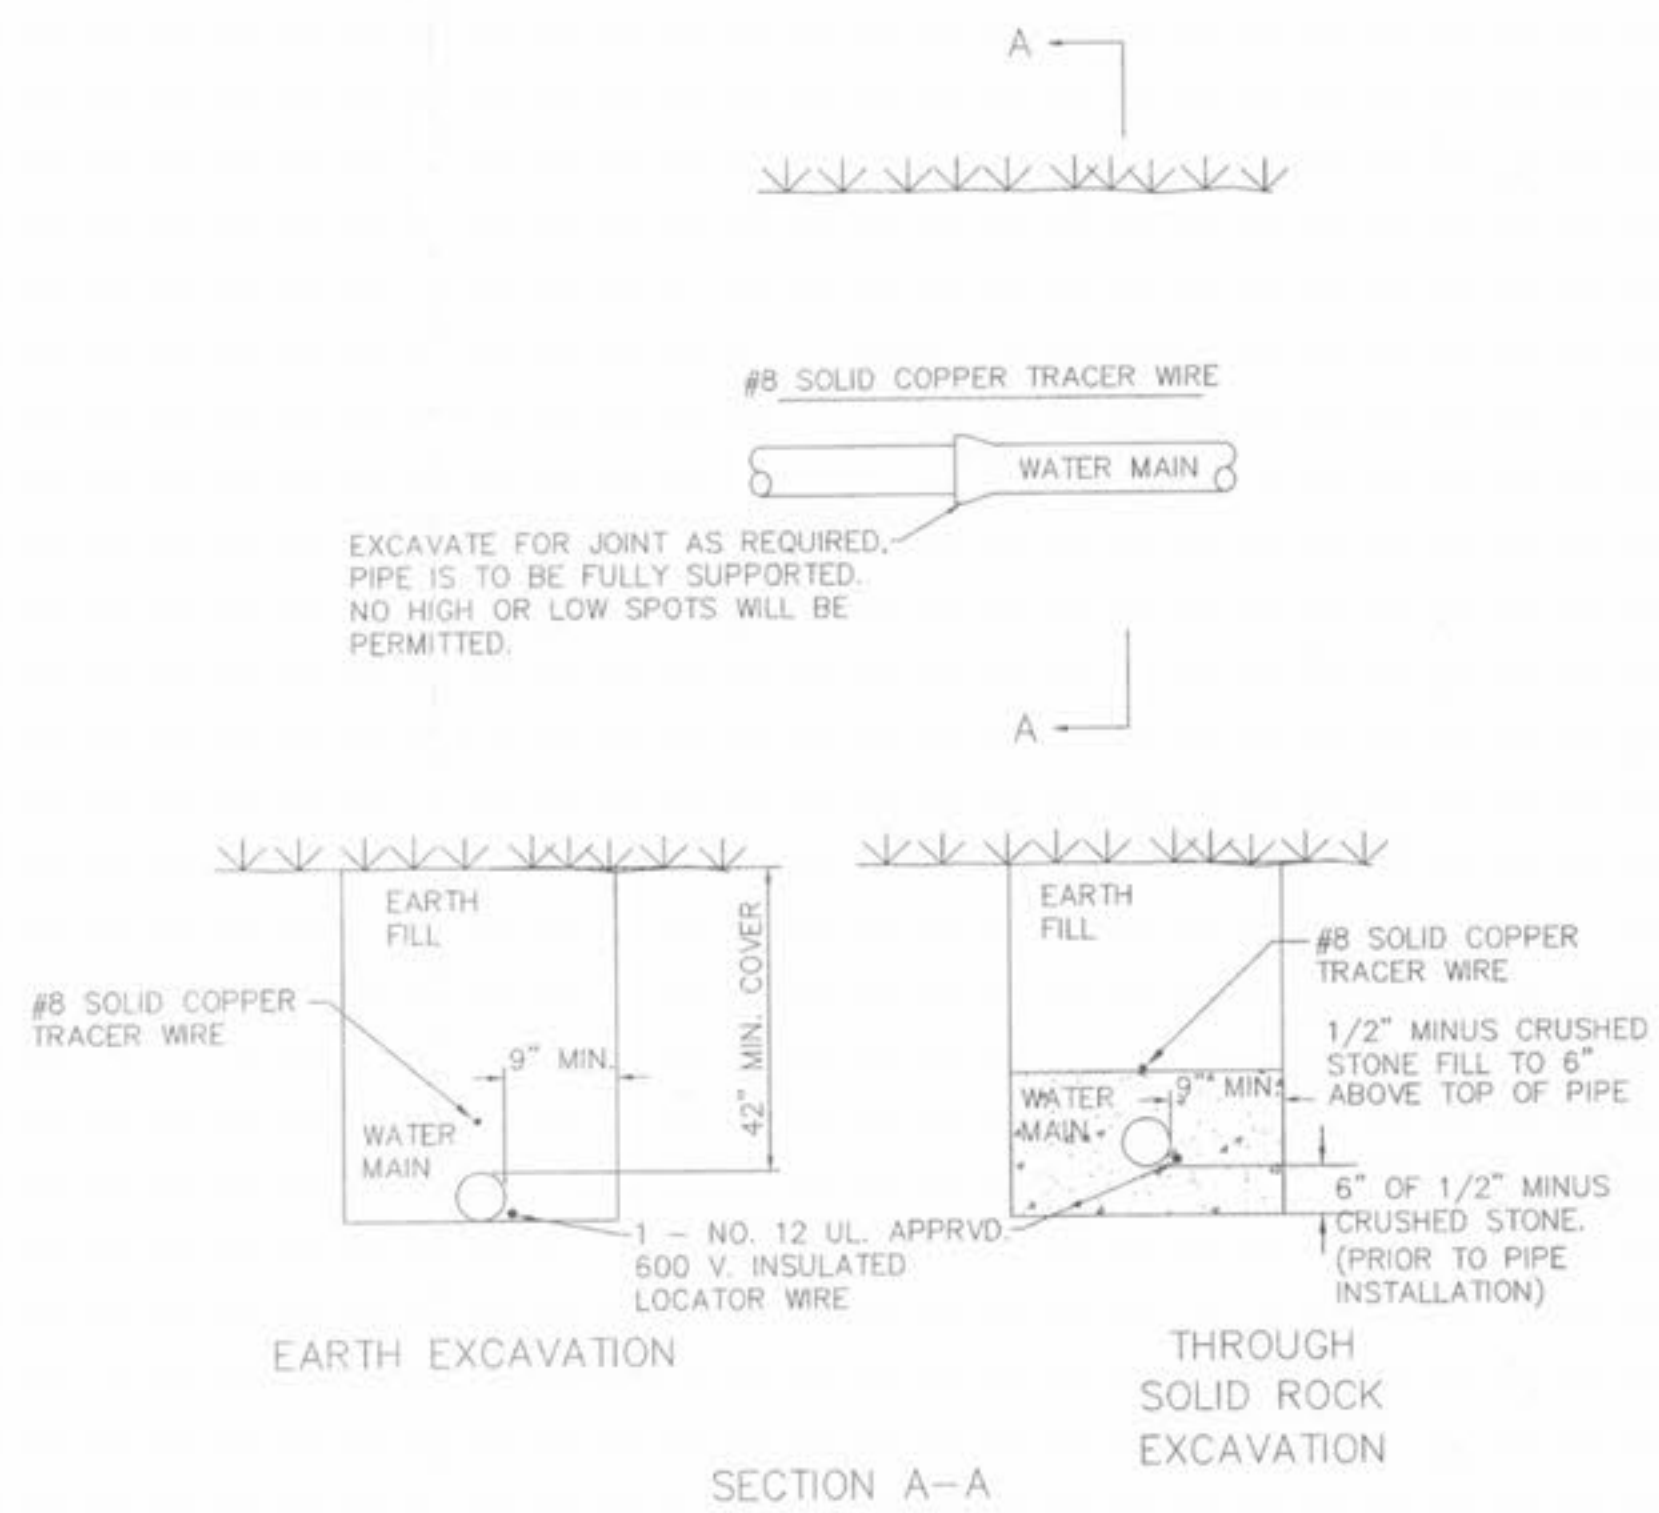 A
#8 SOLID COPPER TRACER WIRE
WATER MAIN
EXCAVATE FOR JOINT AS REQUIRED,
PIPE IS TO BE FULLY SUPPORTED.
NO HIGH OR LOW SPOTS WILL BE
PERMITTED.
A
EARTH
FILL
#8 SOLID COPPER
TRACER WIRE
9" MIN.
42" MIN. COVER
WATER
MAIN
1 - NO. 12 UL. APPRVD.
600 V. INSULATED
LOCATOR WIRE
EARTH EXCAVATION
EARTH
FILL
#8 SOLID COPPER
TRACER WIRE
1/2" MINUS CRUSHED
STONE FILL TO 6"
ABOVE TOP OF PIPE
WATER
MAIN
9" MIN.
6" OF 1/2" MINUS
CRUSHED STONE.
(PRIOR TO PIPE
INSTALLATION)
THROUGH
SOLID ROCK
EXCAVATION
SECTION A-A